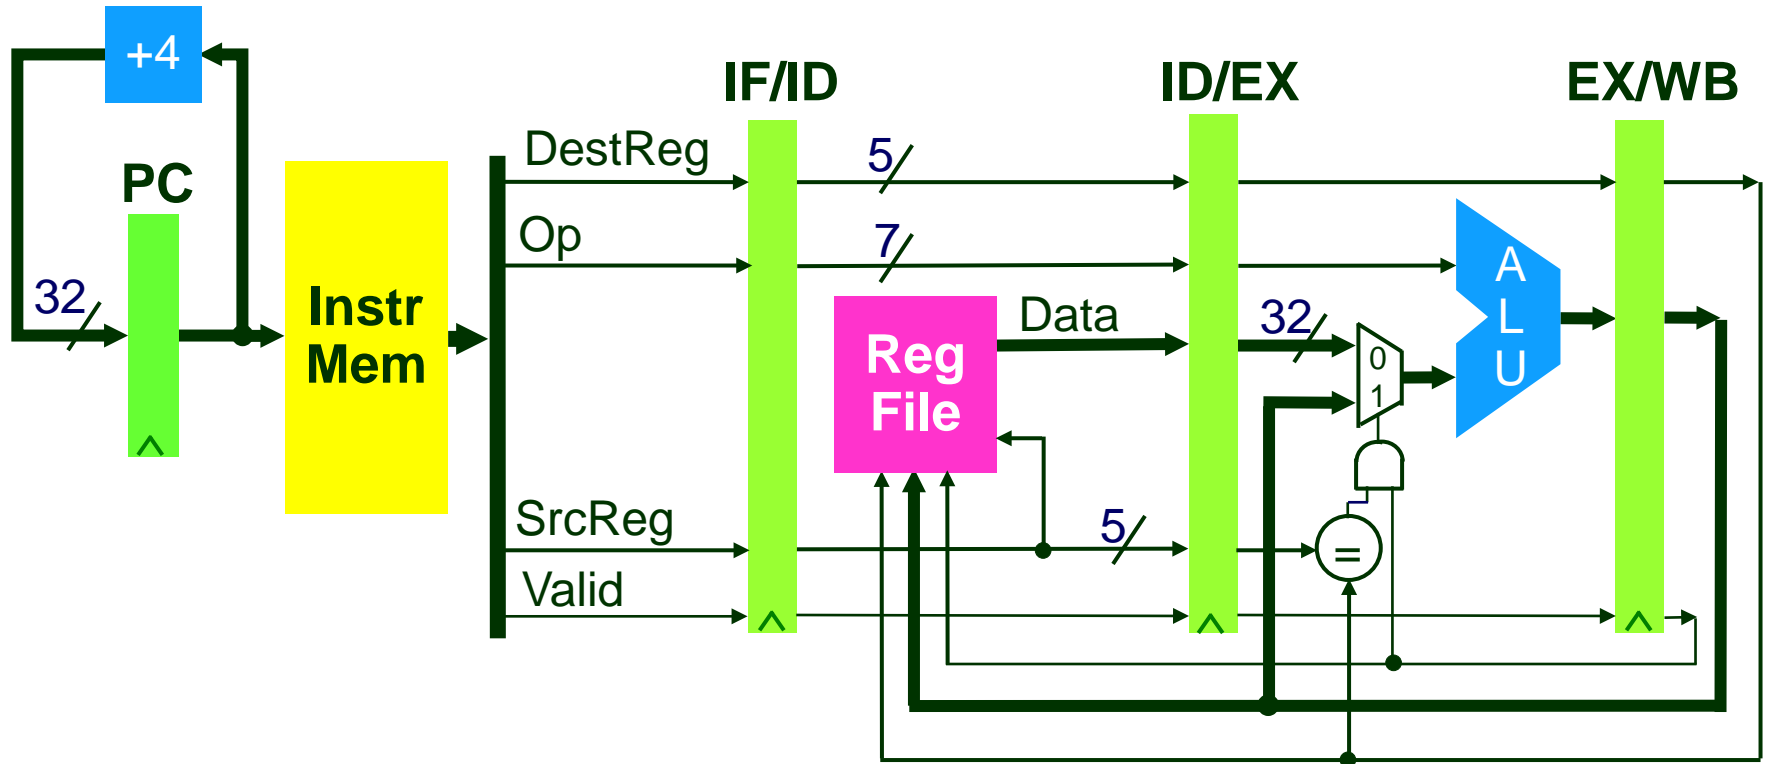 +4
IF/ID
ID/EX
EX/WB
PC
DestReg
5
Op
7
32
Instr
Mem
Reg
File
Data
32
0
1
A
L
U
SrcReg
5
=
Valid